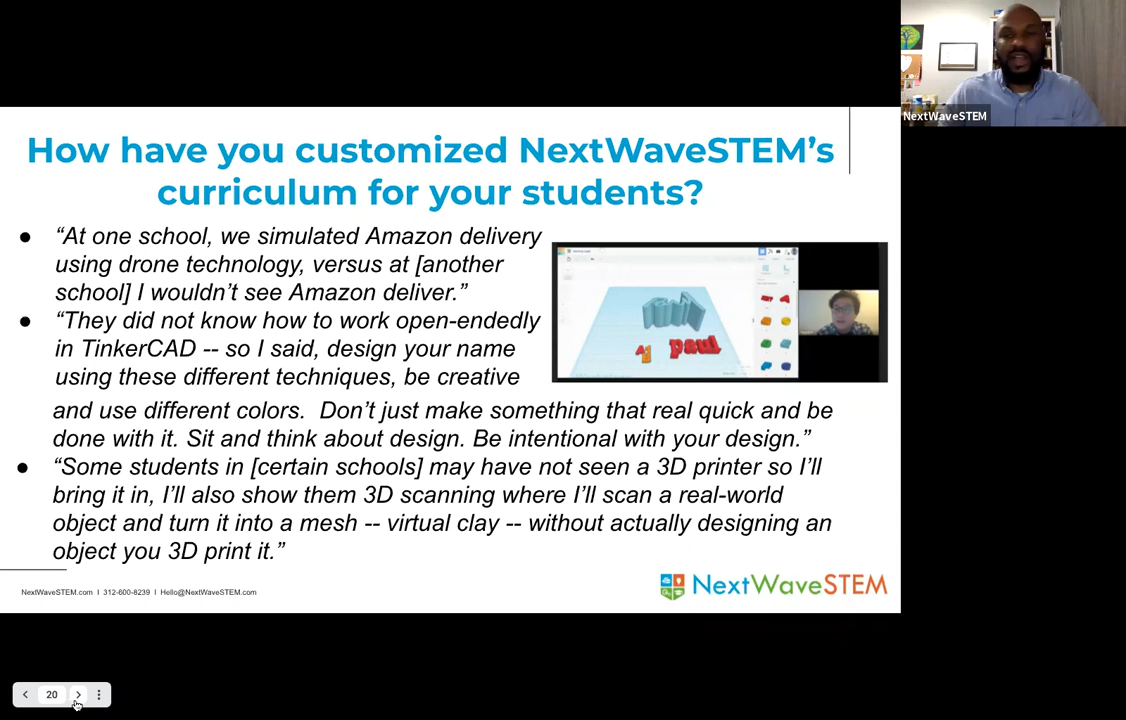 NextWaveSTEM
How have you customized NextWaveSTEM’s
curriculum for your students?
● “At one school, we simulated Amazon delivery
using drone technology, versus at [another
school] I wouldn’t see Amazon deliver.”
● “They did not know how to work open-endedly
in TinkerCAD -- so I said, design your name
using these different techniques, be creative
and use different colors.  Don’t just make something that real quick and be
done with it. Sit and think about design. Be intentional with your design.”
● “Some students in [certain schools] may have not seen a 3D printer so I’ll
bring it in, I’ll also show them 3D scanning where I’ll scan a real-world
object and turn it into a mesh -- virtual clay -- without actually designing an
object you 3D print it.”
paul
NextWaveSTEM.com I 312-600-8239 I Hello@NextWaveSTEM.com
NextWaveSTEM
20